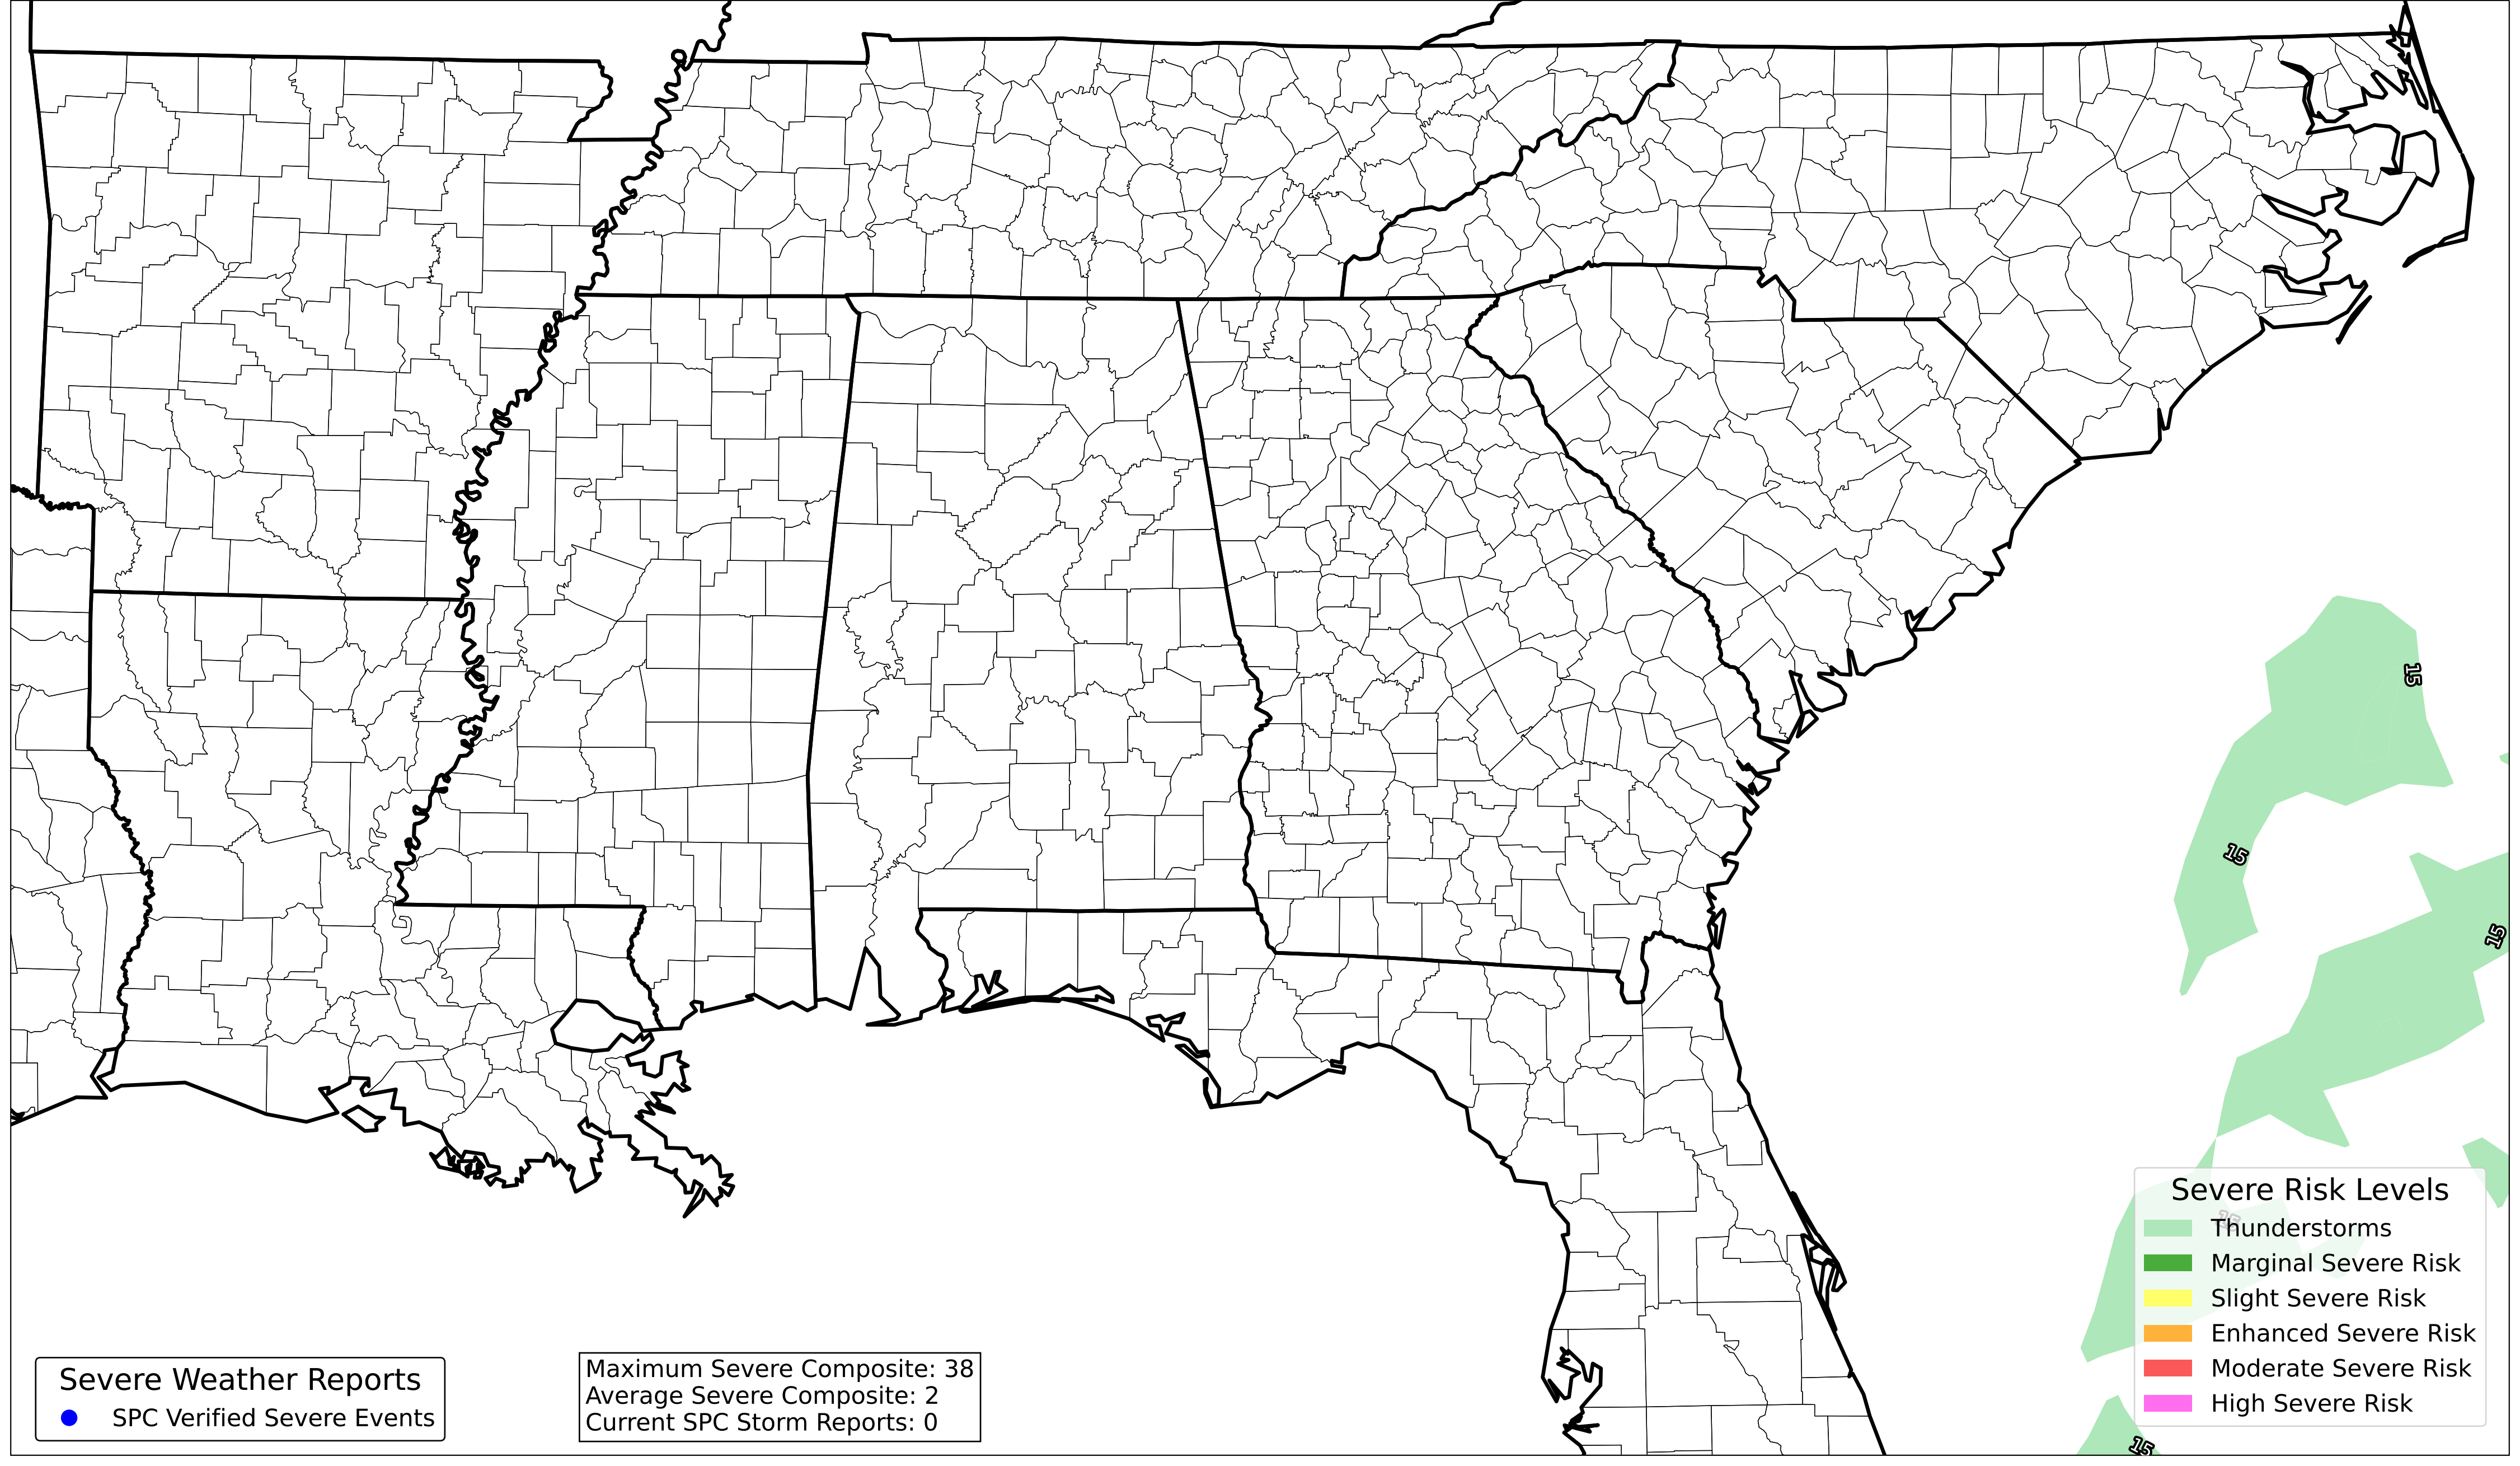 15
15
15
Severe Risk Levels
15
Thunderstorms
Marginal Severe Risk
Slight Severe Risk
Enhanced Severe Risk
Moderate Severe Risk
High Severe Risk
Severe Weather Reports
SPC Verified Severe Events
Maximum Severe Composite: 38
Average Severe Composite: 2
Current SPC Storm Reports: 0
15